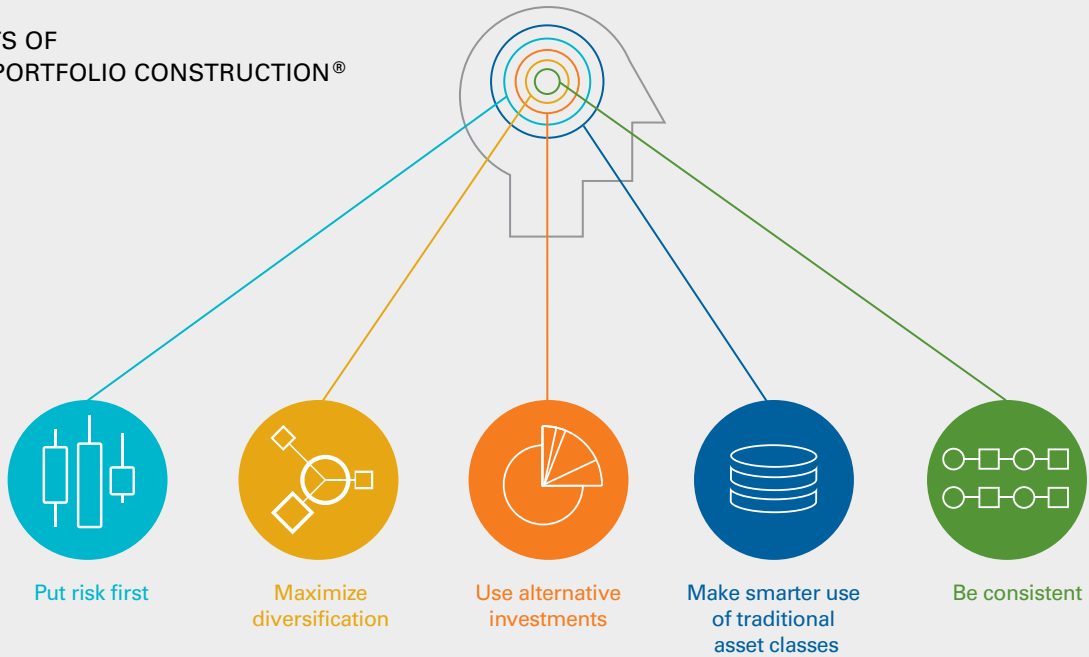 OF
PORTFOLIO CONSTRUCTION®
Put risk first
Maximize
diversification
Use alternative
investments
Make smarter use
of traditional
asset classes
Be consistent